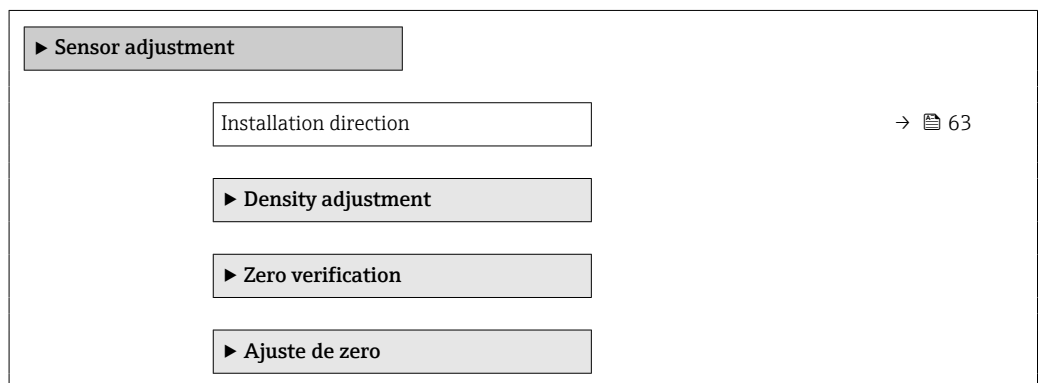 ▶ Sensor adjustment
Installation direction → 63
▶ Density adjustment
▶ Zero verification
▶ Ajuste de zero